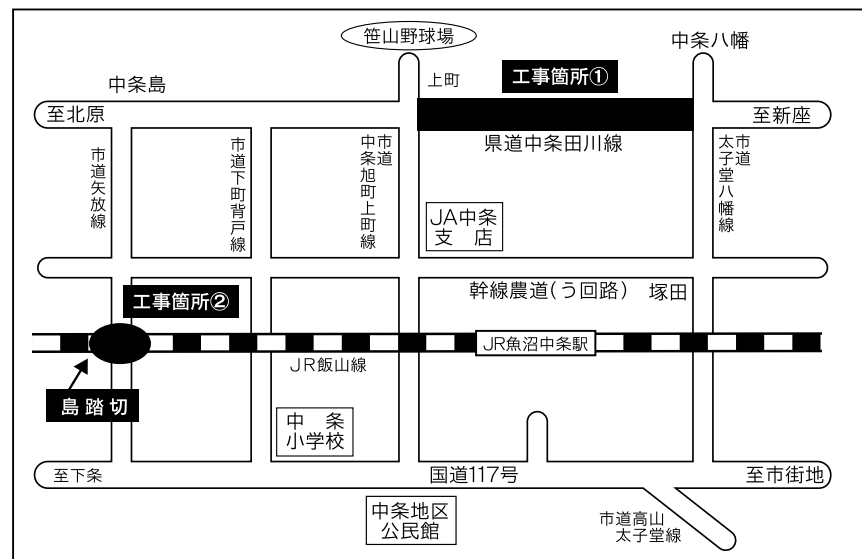 笹山野球場
中条八幡
中条島
上町
工事箇所①
至北原
至新座
県道中条田川線
市道矢放線
市道下町背戸線
市道
中条旭町上町線
市道
太子堂八幡線
JA中条
支　店
幹線農道(う回路)
塚田
工事箇所②
JR魚沼中条駅
JR飯山線
島踏切
中　条
小学校
至下条
国道117号
至市街地
中条地区
公民館
市道高山
太子堂線